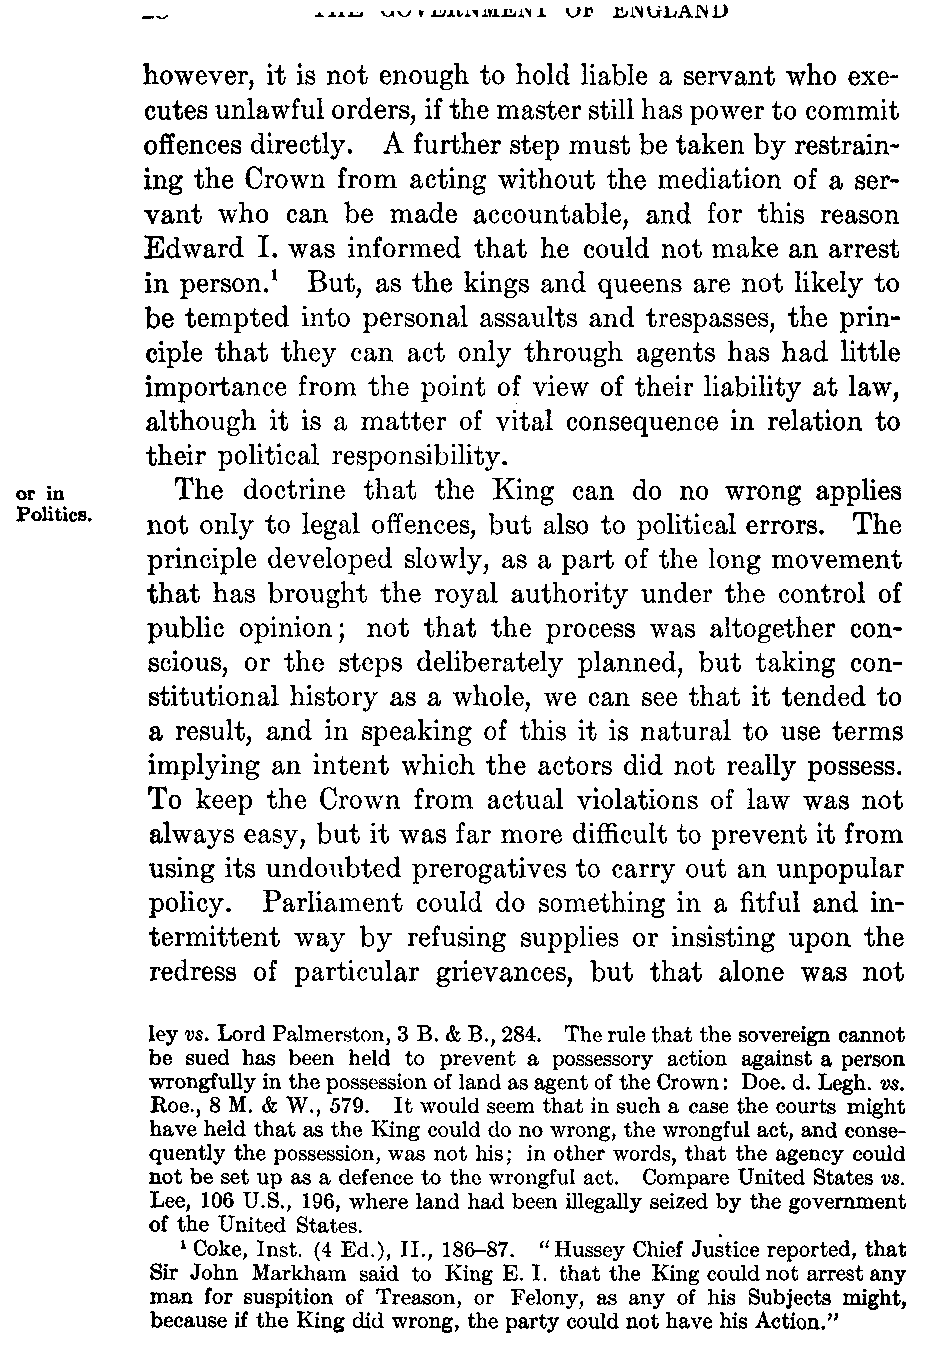 THE GOVERNMENT OF ENGLAND
however, it is not enough to hold liable a servant who exe-
cutes unlawful orders, if the master still has power to commit
offences directly. A further step must be taken by restrain-
ing the Crown from acting without the mediation of a ser-
vant who can be made accountable, and for this reason
Edward I. was informed that he could not make an arrest
in person.¹ But, as the kings and queens are not likely to
be tempted into personal assaults and trespasses, the prin-
ciple that they can act only through agents has had little
importance from the point of view of their liability at law,
although it is a matter of vital consequence in relation to
their political responsibility.
or in
Politics.
The doctrine that the King can do no wrong applies
not only to legal offences, but also to political errors. The
principle developed slowly, as a part of the long movement
that has brought the royal authority under the control of
public opinion; not that the process was altogether con-
scious, or the steps deliberately planned, but taking con-
stitutional history as a whole, we can see that it tended to
a result, and in speaking of this it is natural to use terms
implying an intent which the actors did not really possess.
To keep the Crown from actual violations of law was not
always easy, but it was far more difficult to prevent it from
using its undoubted prerogatives to carry out an unpopular
policy. Parliament could do something in a fitful and in-
termittent way by refusing supplies or insisting upon the
redress of particular grievances, but that alone was not
ley vs. Lord Palmerston, 3 B. & B., 284. The rule that the sovereign cannot
be sued has been held to prevent a possessory action against a person
wrongfully in the possession of land as agent of the Crown: Doe. d. Legh. vs.
Roe., 8 M. & W., 579. It would seem that in such a case the courts might
have held that as the King could do no wrong, the wrongful act, and conse-
quently the possession, was not his; in other words, that the agency could
not be set up as a defence to the wrongful act. Compare United States vs.
Lee, 106 U.S., 196, where land had been illegally seized by the government
of the United States.
¹ Coke, Inst. (4 Ed.), II., 186–87. "Hussey Chief Justice reported, that
Sir John Markham said to King E. I. that the King could not arrest any
man for suspition of Treason, or Felony, as any of his Subjects might,
because if the King did wrong, the party could not have his Action."